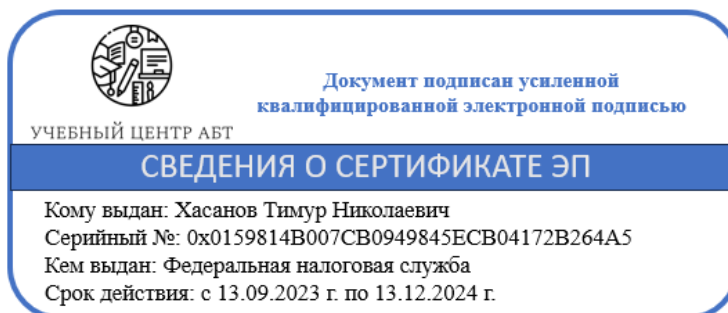 Документ подписан усиленной
квалифицированной электронной подписью
УЧЕБНЫЙ ЦЕНТР АБТ
СВЕДЕНИЯ О СЕРТИФИКАТЕ ЭП
Кому выдан: Хасанов Тимур Николаевич
Серийный №: 0x0159814B007CB0949845ECB04172B264A5
Кем выдан: Федеральная налоговая служба
Срок действия: с 13.09.2023 г. по 13.12.2024 г.